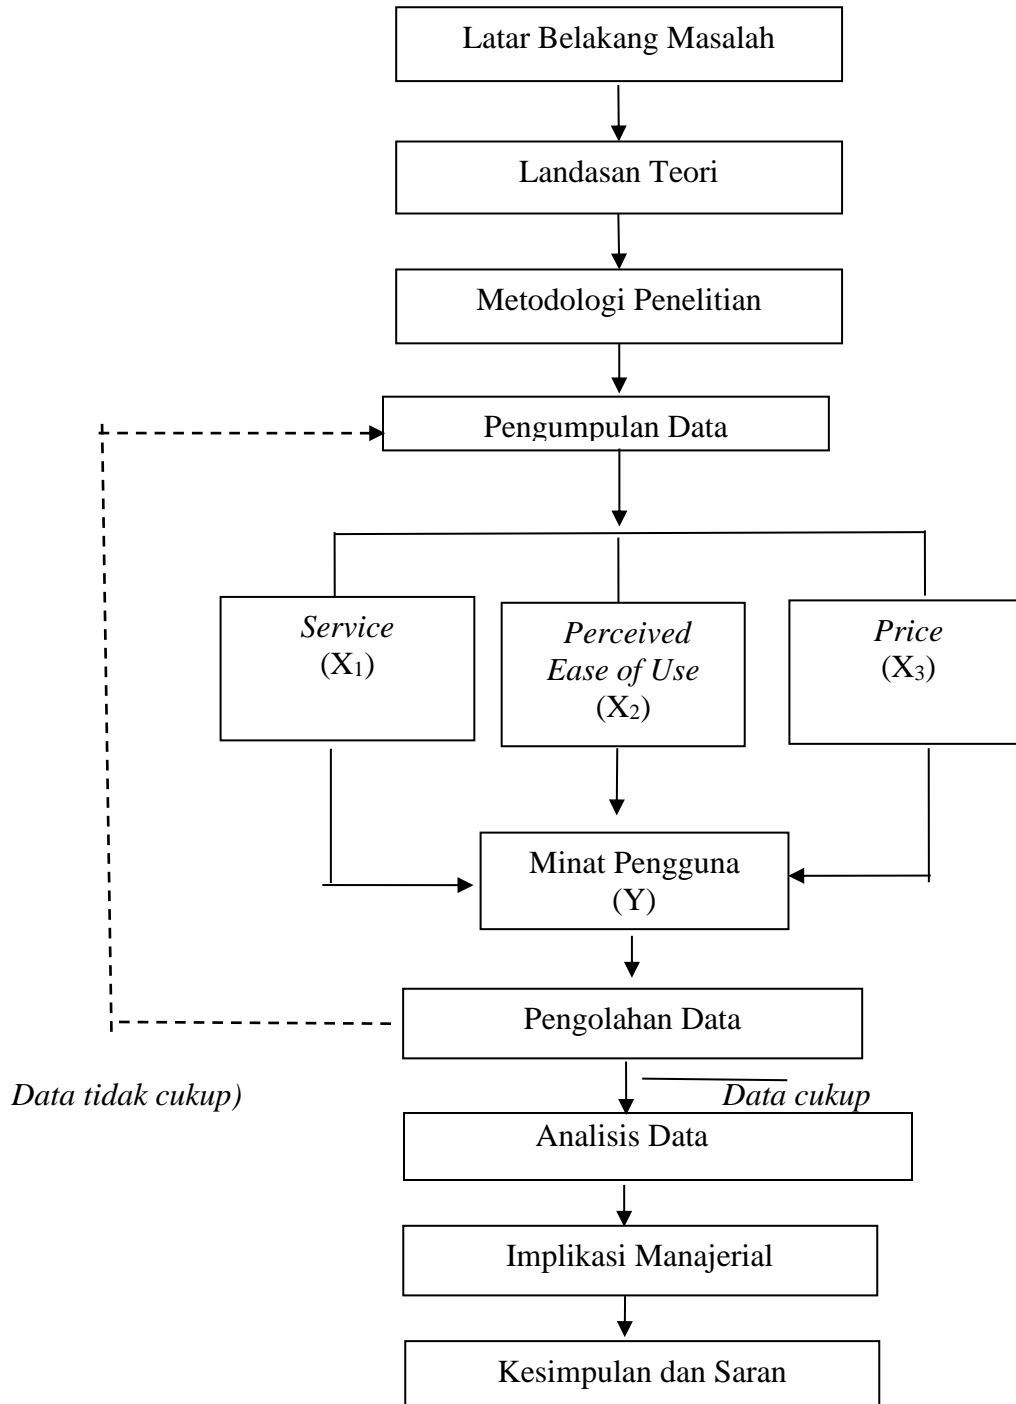 Latar Belakang Masalah
Landasan Teori
Metodologi Penelitian
Pengumpulan Data
Service
(X₁)
Perceived
Ease of Use
(X₂)
Price
(X₃)
Minat Pengguna
(Y)
Pengolahan Data
Data tidak cukup)
Data cukup
Analisis Data
Implikasi Manajerial
Kesimpulan dan Saran